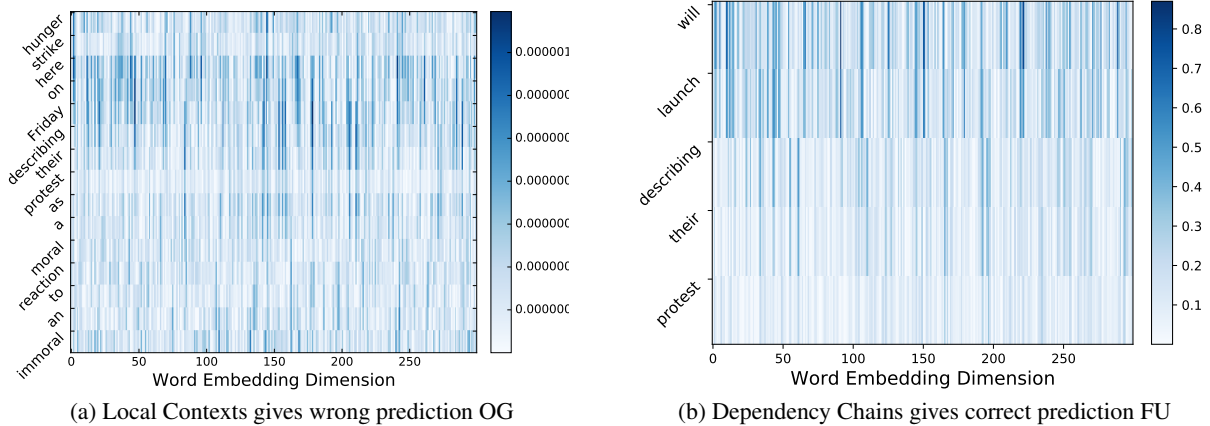 hunger
strike
here
on
Friday
describing
their
protest
as
a
moral
reaction
to
an
immoral
0 50 100 150 200 250
Word Embedding Dimension
0.000001
0.000000
0.000000
0.000000
0.000000
0.000000
0.000000
(a) Local Contexts gives wrong prediction OG
will
launch
describing
their
protest
0 50 100 150 200 250
Word Embedding Dimension
0.8
0.7
0.6
0.5
0.4
0.3
0.2
0.1
(b) Dependency Chains gives correct prediction FU